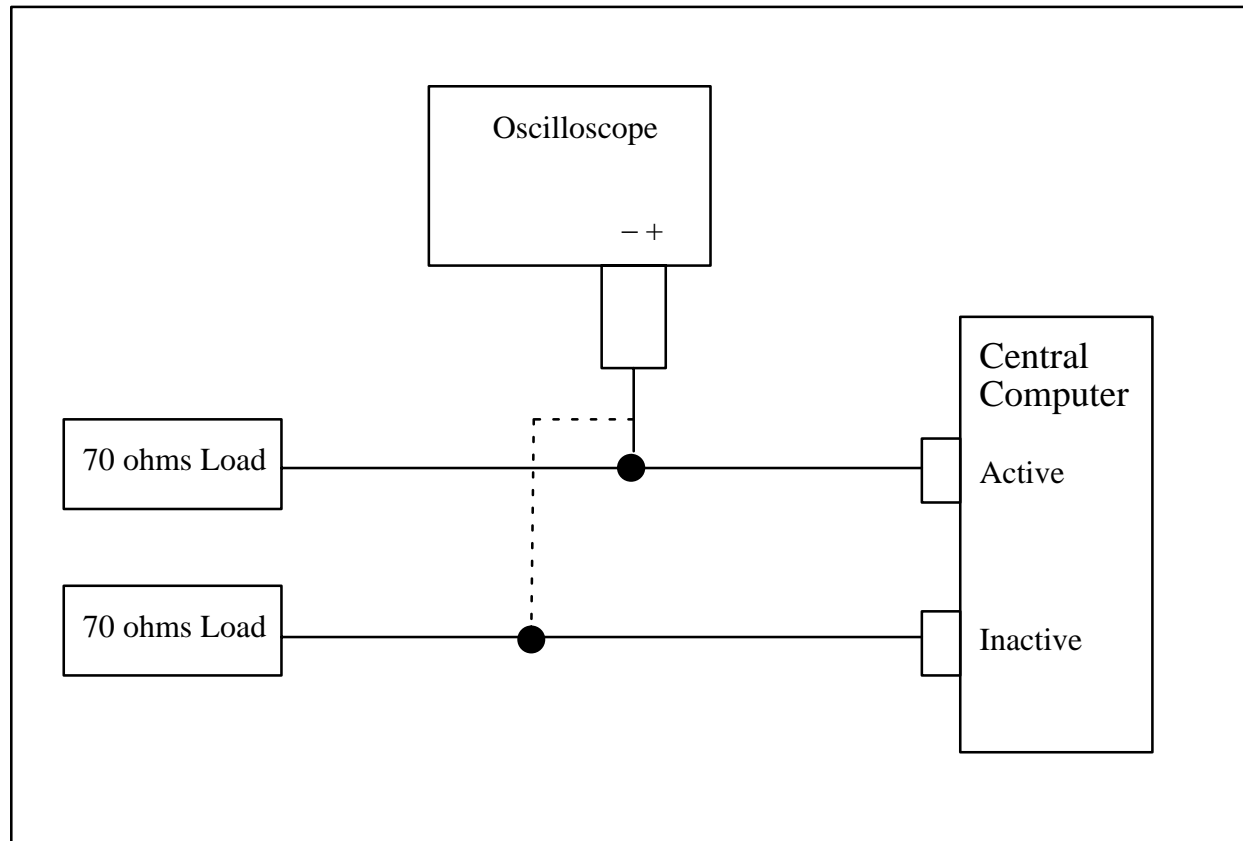 Oscilloscope
− +
Central
Computer
70 ohms Load
Active
70 ohms Load
Inactive